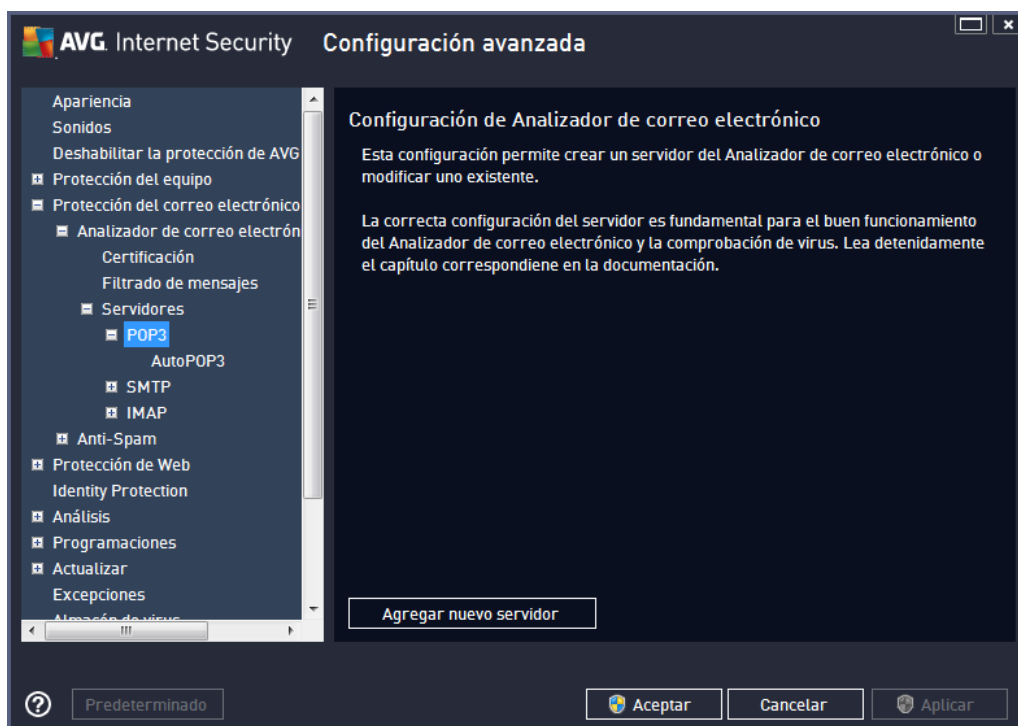 AVG. Internet Security
Configuración avanzada
Apariencia
Sonidos
Deshabilitar la protección de AVG
Protección del equipo
Protección del correo electrónico
Analizador de correo electrón
Certificación
Filtrado de mensajes
Servidores
POP3
AutoPOP3
SMTP
IMAP
Anti-Spam
Protección de Web
Identity Protection
Análisis
Programaciones
Actualizar
Excepciones
Almacén de virus
Configuración de Analizador de correo electrónico
Esta configuración permite crear un servidor del Analizador de correo electrónico o
modificar uno existente.
La correcta configuración del servidor es fundamental para el buen funcionamiento
del Analizador de correo electrónico y la comprobación de virus. Lea detenidamente
el capítulo correspondiene en la documentación.
Agregar nuevo servidor
Predeterminado
Aceptar
Cancelar
Aplicar